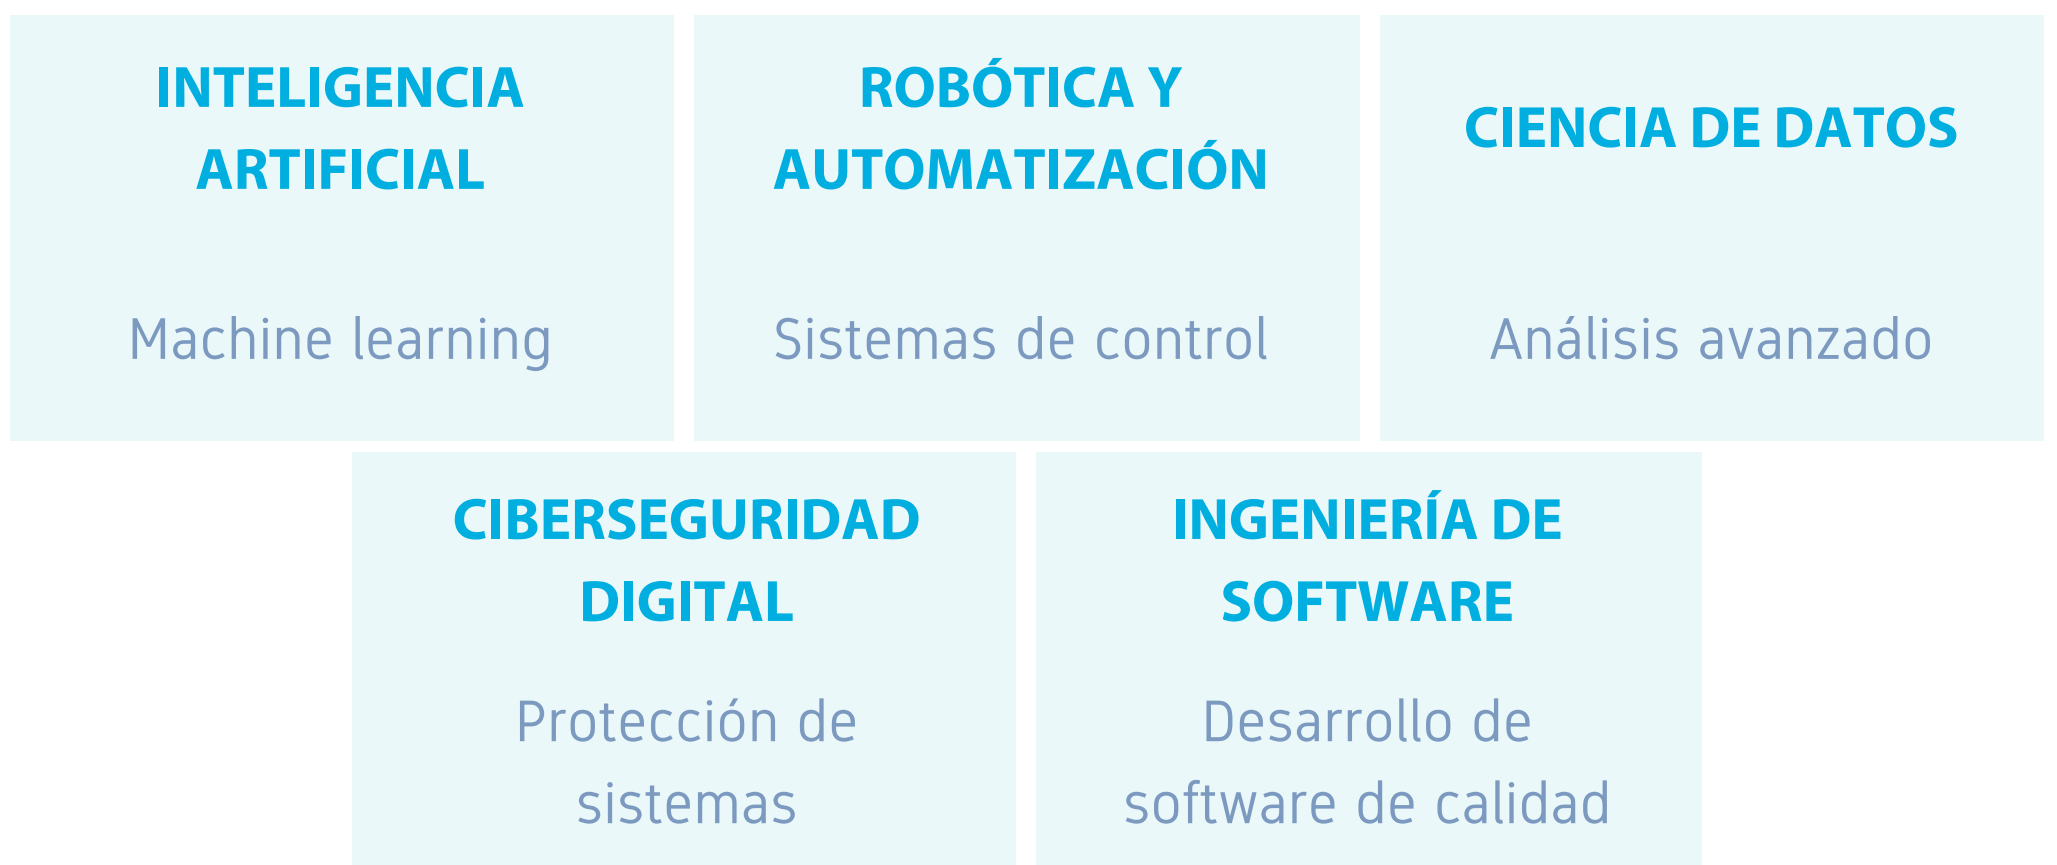 INTELIGENCIA
ARTIFICIAL
Machine learning
ROBÓTICA Y
AUTOMATIZACIÓN
Sistemas de control
CIENCIA DE DATOS
Análisis avanzado
CIBERSEGURIDAD
DIGITAL
Protección de
sistemas
INGENIERÍA DE
SOFTWARE
Desarrollo de
software de calidad